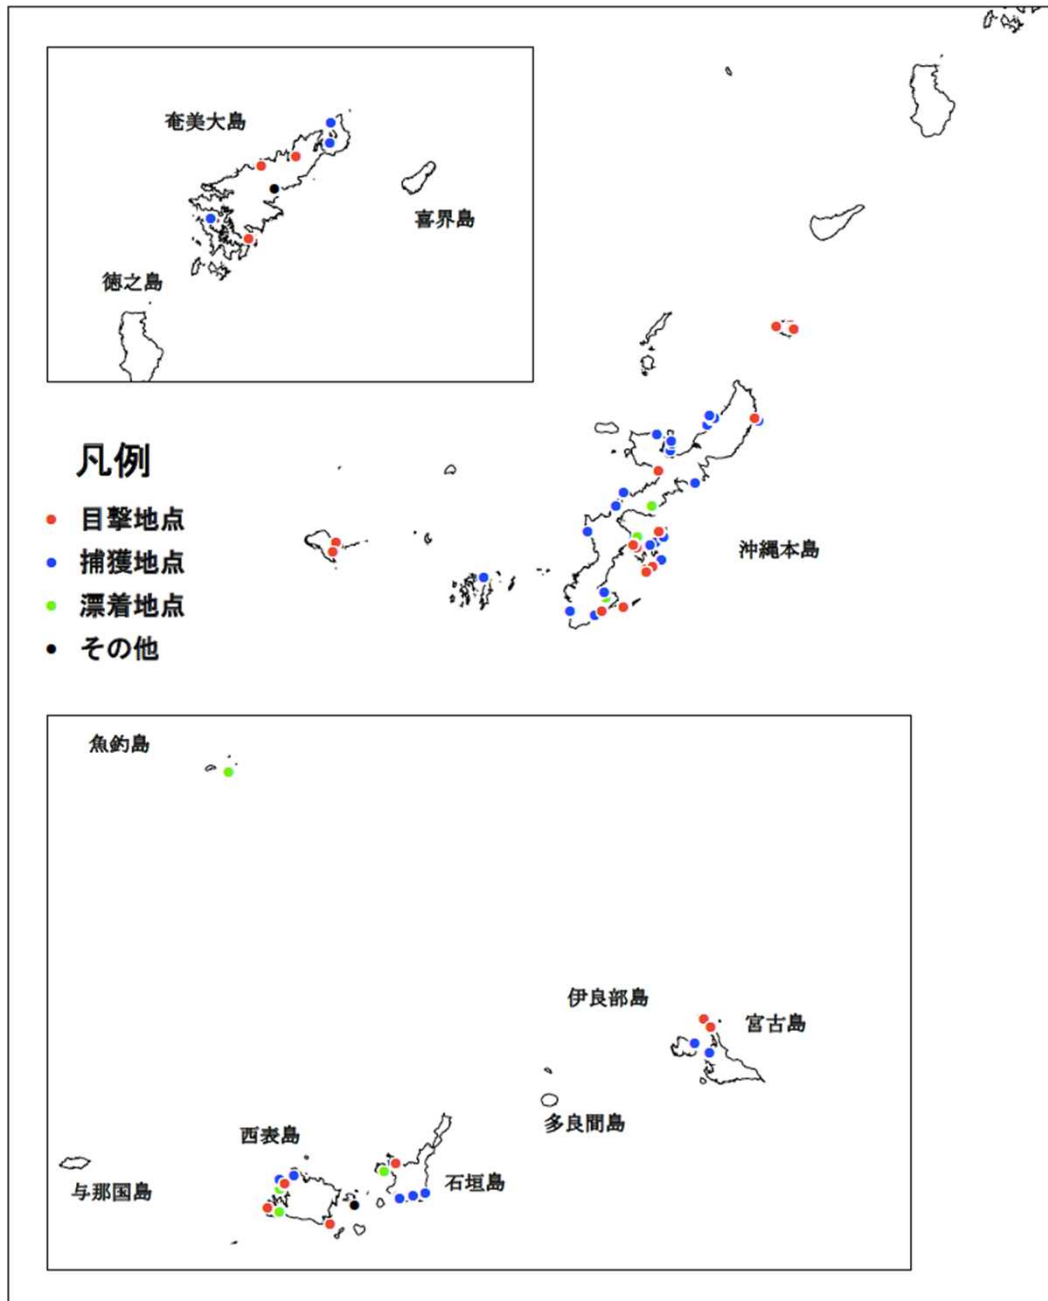 奄美大島
喜界島
徳之島
凡例
目撃地点
捕獲地点
漂着地点
その他
沖縄本島
魚釣島
伊良部島
宮古島
多良間島
西表島
石垣島
与那国島